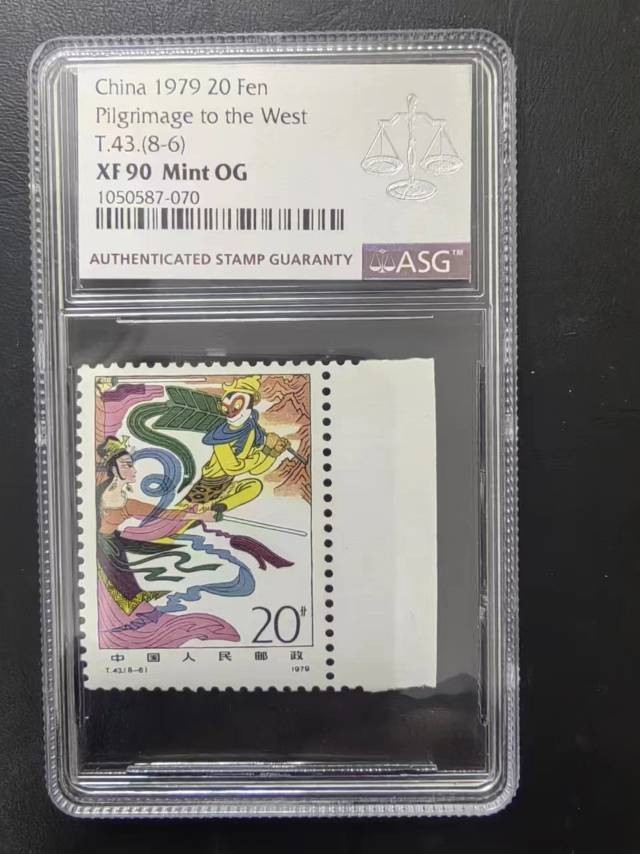 China 1979 20 Fen
Pilgrimage to the West
T.43.(8-6)
XF 90 Mint OG
1050587-070
AUTHENTICATED STAMP GUARANTY ASG™
20分
中国人民邮政
T.43.(8-6) 1979